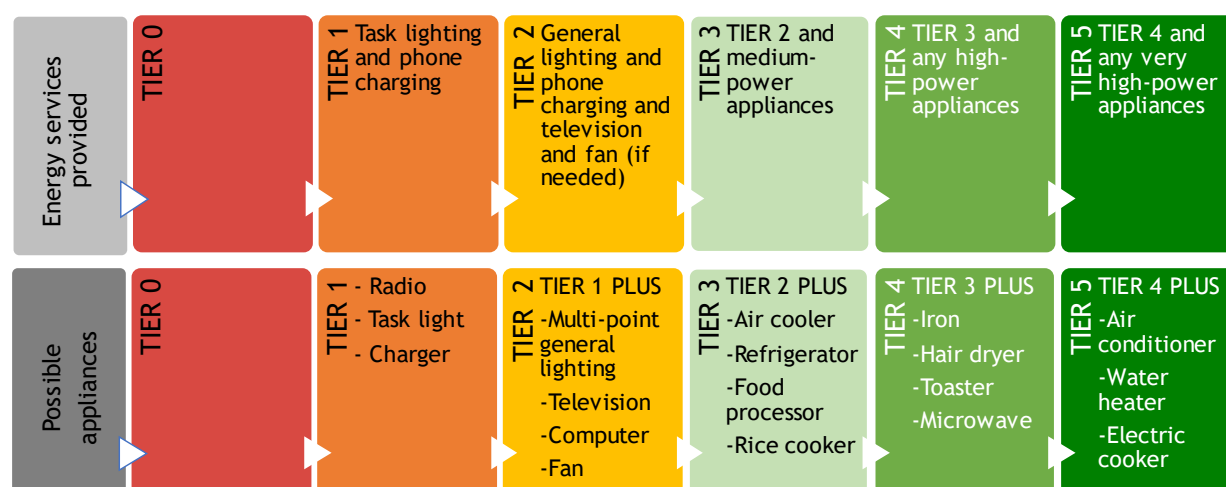 Energy services
provided
TIER 0
TIER 1
Task lighting
and phone
charging
TIER 2
General
lighting and
phone
charging and
television
and fan (if
needed)
TIER 3
TIER 2 and
medium-
power
appliances
TIER 4
TIER 3 and
any high-
power
appliances
TIER 5
TIER 4 and
any very
high-power
appliances
Possible
appliances
TIER 0
TIER 1
- Radio
- Task light
- Charger
TIER 2
TIER 1 PLUS
-Multi-point
general
lighting
-Television
-Computer
-Fan
TIER 3
TIER 2 PLUS
-Air cooler
-Refrigerator
-Food
processor
-Rice cooker
TIER 4
TIER 3 PLUS
-Iron
-Hair dryer
-Toaster
-Microwave
TIER 5
TIER 4 PLUS
-Air
conditioner
-Water
heater
-Electric
cooker